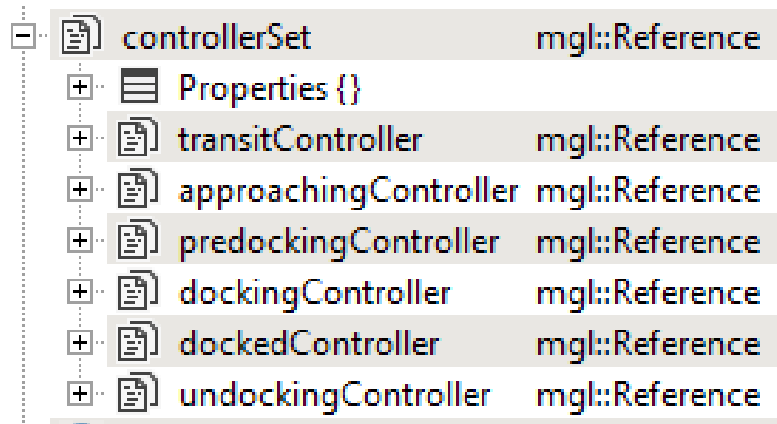 controllerSet mgl::Reference
Properties {}
transitController mgl::Reference
approachingController mgl::Reference
predockingController mgl::Reference
dockingController mgl::Reference
dockedController mgl::Reference
undockingController mgl::Reference